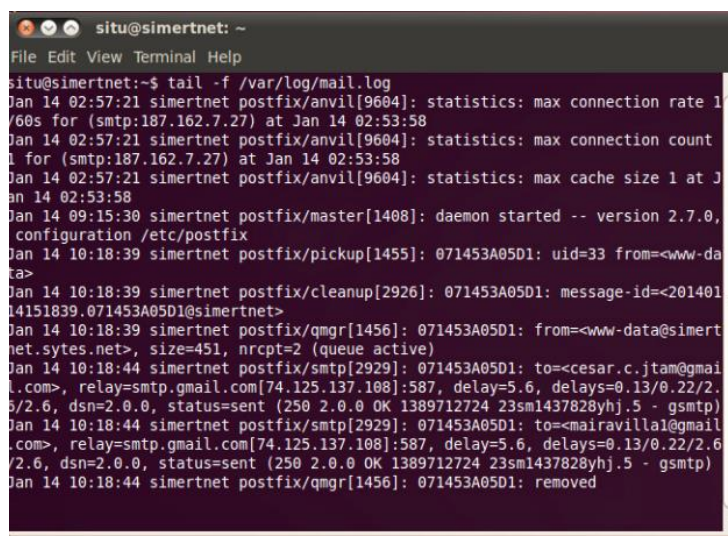 situ@simertnet: ~
File Edit View Terminal Help
situ@simertnet:~$ tail -f /var/log/mail.log
Jan 14 02:57:21 simertnet postfix/anvil[9604]: statistics: max connection rate 1
/60s for (smtp:187.162.7.27) at Jan 14 02:53:58
Jan 14 02:57:21 simertnet postfix/anvil[9604]: statistics: max connection count
1 for (smtp:187.162.7.27) at Jan 14 02:53:58
Jan 14 02:57:21 simertnet postfix/anvil[9604]: statistics: max cache size 1 at J
an 14 02:53:58
Jan 14 09:15:30 simertnet postfix/master[1408]: daemon started -- version 2.7.0,
 configuration /etc/postfix
Jan 14 10:18:39 simertnet postfix/pickup[1455]: 071453A05D1: uid=33 from=<www-da
ta>
Jan 14 10:18:39 simertnet postfix/cleanup[2926]: 071453A05D1: message-id=<201401
14151839.071453A05D1@simertnet>
Jan 14 10:18:39 simertnet postfix/qmgr[1456]: 071453A05D1: from=<www-data@simert
net.sytes.net>, size=451, nrcpt=2 (queue active)
Jan 14 10:18:44 simertnet postfix/smtp[2929]: 071453A05D1: to=<cesar.c.jtam@gmai
l.com>, relay=smtp.gmail.com[74.125.137.108]:587, delay=5.6, delays=0.13/0.22/2.
6/2.6, dsn=2.0.0, status=sent (250 2.0.0 OK 1389712724 23sm1437828yhj.5 - gsmtp)
Jan 14 10:18:44 simertnet postfix/smtp[2929]: 071453A05D1: to=<mairavilla1@gmail
.com>, relay=smtp.gmail.com[74.125.137.108]:587, delay=5.6, delays=0.13/0.22/2.6
/2.6, dsn=2.0.0, status=sent (250 2.0.0 OK 1389712724 23sm1437828yhj.5 - gsmtp)
Jan 14 10:18:44 simertnet postfix/qmgr[1456]: 071453A05D1: removed